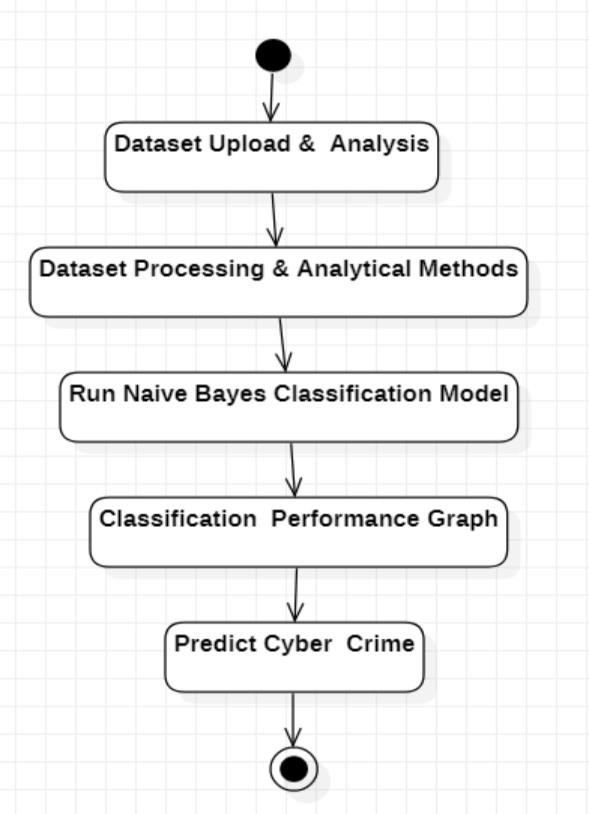 Dataset Upload &  Analysis
Dataset Processing & Analytical Methods
Run Naive Bayes Classification Model
Classification  Performance Graph
Predict Cyber  Crime